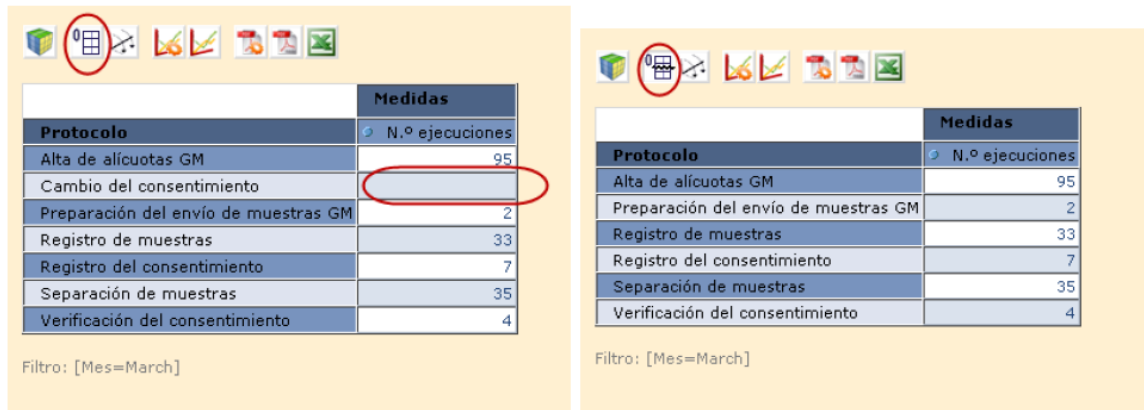 Medidas
Protocolo N.º ejecuciones
Alta de alícuotas GM 95
Cambio del consentimiento
Preparación del envío de muestras GM 2
Registro de muestras 33
Registro del consentimiento 7
Separación de muestras 35
Verificación del consentimiento 4
Filtro: [Mes=March]
Medidas
Protocolo N.º ejecuciones
Alta de alícuotas GM 95
Preparación del envío de muestras GM 2
Registro de muestras 33
Registro del consentimiento 7
Separación de muestras 35
Verificación del consentimiento 4
Filtro: [Mes=March]